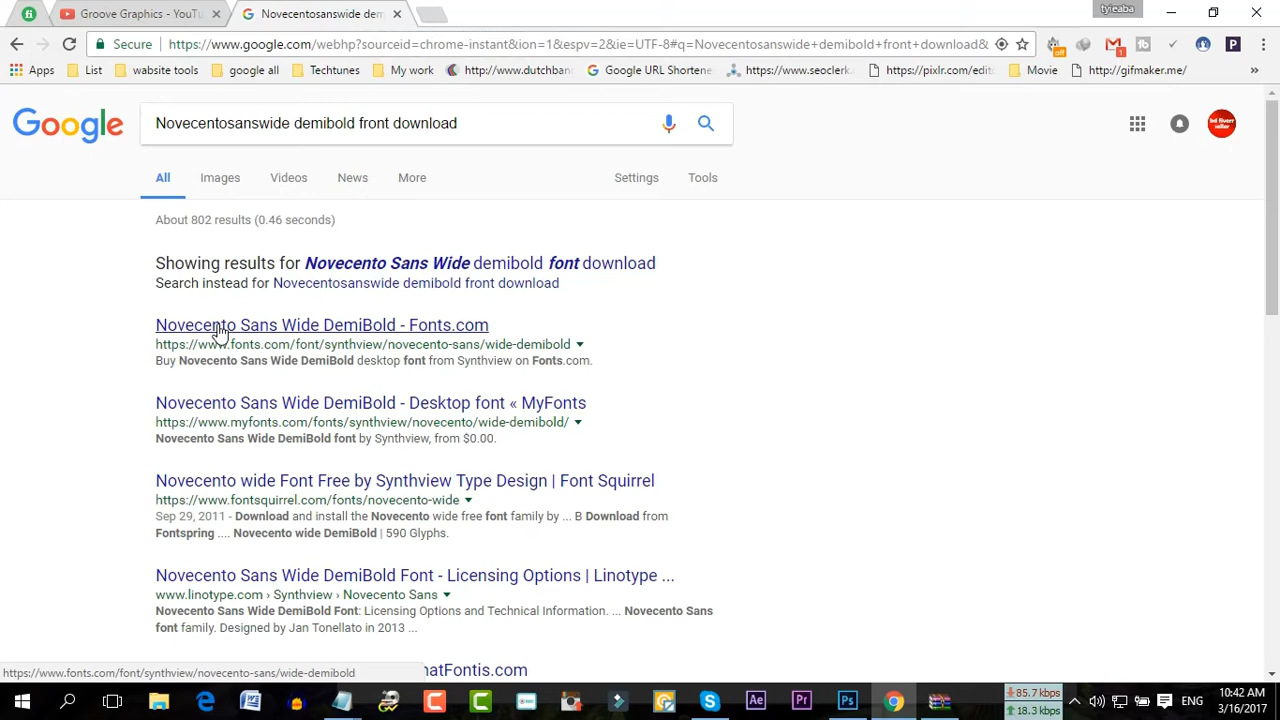 tyieaba
Groove Graphics - YouTu
Novecentosanswide dem
Secure
https://www.google.com/webhp?sourceid=chrome-instant&ion=1&espv=2&ie=UTF-8#q=Novecentosanswide+demibold+front+download&
off
1
tb
P
Apps
List
website tools
google all
Techtunes
My work
http://www.dutchban
Google URL Shortene
https://www.seoclerk.
https://pixlr.com/edit
Movie
http://gifmaker.me/
»
Google
Novecentosanswide demibold front download
bd fiverr
seller
All
Images
Videos
News
More
Settings
Tools
About 802 results (0.46 seconds)
Showing results for Novecento Sans Wide demibold font download
Search instead for Novecentosanswide demibold front download
Novecento Sans Wide DemiBold - Fonts.com
https://www.fonts.com/font/synthview/novecento-sans/wide-demibold
Buy Novecento Sans Wide DemiBold desktop font from Synthview on Fonts.com.
Novecento Sans Wide DemiBold - Desktop font « MyFonts
https://www.myfonts.com/fonts/synthview/novecento/wide-demibold/
Novecento Sans Wide DemiBold font by Synthview, from $0.00.
Novecento wide Font Free by Synthview Type Design | Font Squirrel
https://www.fontsquirrel.com/fonts/novecento-wide
Sep 29, 2011 - Download and install the Novecento wide free font family by ... B Download from
Fontspring .... Novecento wide DemiBold | 590 Glyphs.
Novecento Sans Wide DemiBold Font - Licensing Options | Linotype ...
www.linotype.com › Synthview › Novecento Sans
Novecento Sans Wide DemiBold Font: Licensing Options and Technical Information. ... Novecento Sans
font family. Designed by Jan Tonellato in 2013 ...
https://www.fonts.com/font/synthview/novecento-sans/wide-demibold
hatFontis.com
Ae
Pr
Ps
85.7 kbps
18.3 kbps
ENG
10:42 AM
3/16/2017